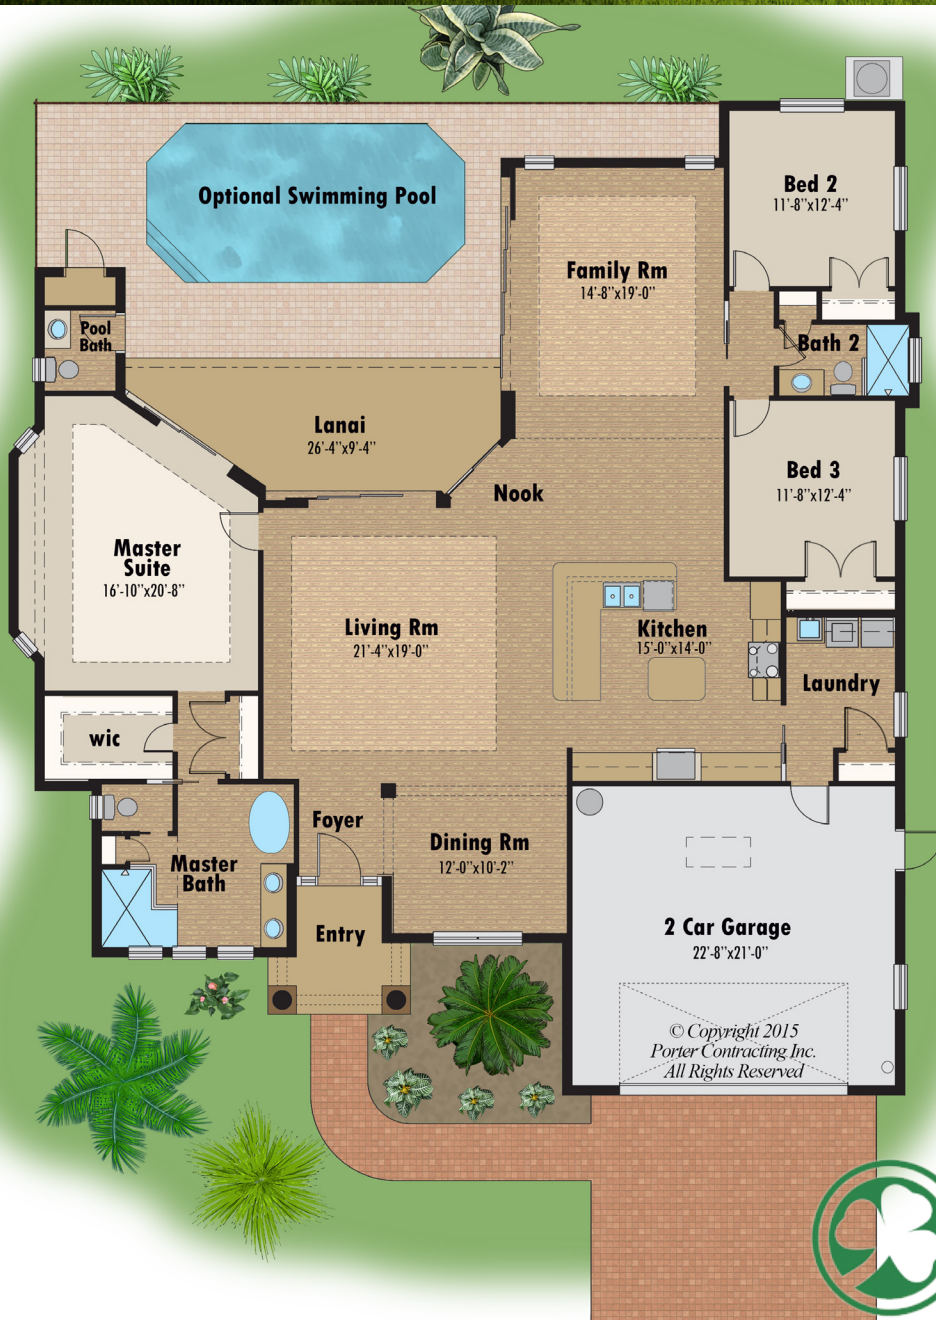 Optional Swimming Pool
Bed 2
11'-8"x12'-4"
Family Rm
14'-8"x19'-0"
Pool
Bath
Bath 2
Lanai
26'-4"x9'-4"
Nook
Bed 3
11'-8"x12'-4"
Master
Suite
16'-10"x20'-8"
Living Rm
21'-4"x19'-0"
Kitchen
15'-0"x14'-0"
Laundry
wic
Foyer
Dining Rm
12'-0"x10'-2"
Master
Bath
Entry
2 Car Garage
22'-8"x21'-0"
© Copyright 2015
Porter Contracting Inc.
All Rights Reserved